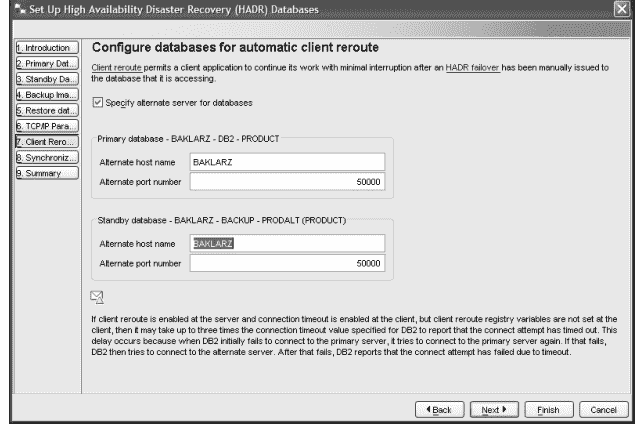 Set Up High Availability Disaster Recovery (HADR) Databases
1. Introduction
2. Primary Dat...
3. Standby Da...
4. Backup Ima...
5. Restore dat...
6. TCP/IP Para...
7. Client Rero...
8. Synchroniz...
9. Summary
Configure databases for automatic client reroute
Client reroute permits a client application to continue its work with minimal interruption after an HADR failover has been manually issued to
the database that it is accessing.
Specify alternate server for databases
Primary database - BAKLARZ - DB2 - PRODUCT
Alternate host name BAKLARZ
Alternate port number 50000
Standby database - BAKLARZ - BACKUP - PRODALT (PRODUCT)
Alternate host name BAKLARZ
Alternate port number 50000
If client reroute is enabled at the server and connection timeout is enabled at the client, but client reroute registry variables are not set at the
client, then it may take up to three times the connection timeout value specified for DB2 to report that the connect attempt has timed out. This
delay occurs because when DB2 initially fails to connect to the primary server, it tries to connect to the primary server again. If that fails,
DB2 then tries to connect to the alternate server. After that fails, DB2 reports that the connect attempt has failed due to timeout.
Back Next Finish Cancel